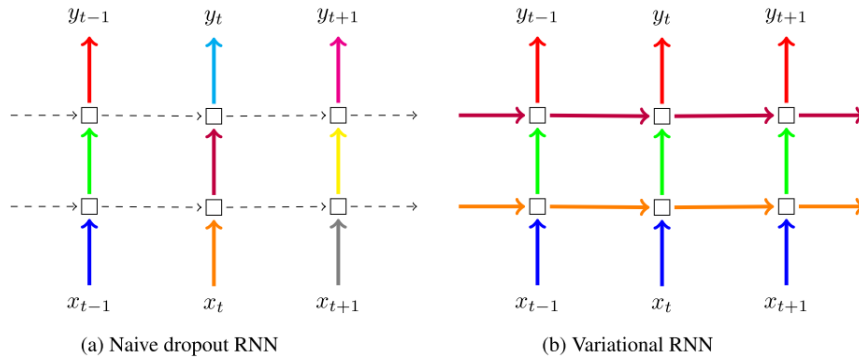 y_{t-1} y_t y_{t+1} y_{t-1} y_t y_{t+1}
x_{t-1} x_t x_{t+1} x_{t-1} x_t x_{t+1}
(a) Naive dropout RNN (b) Variational RNN